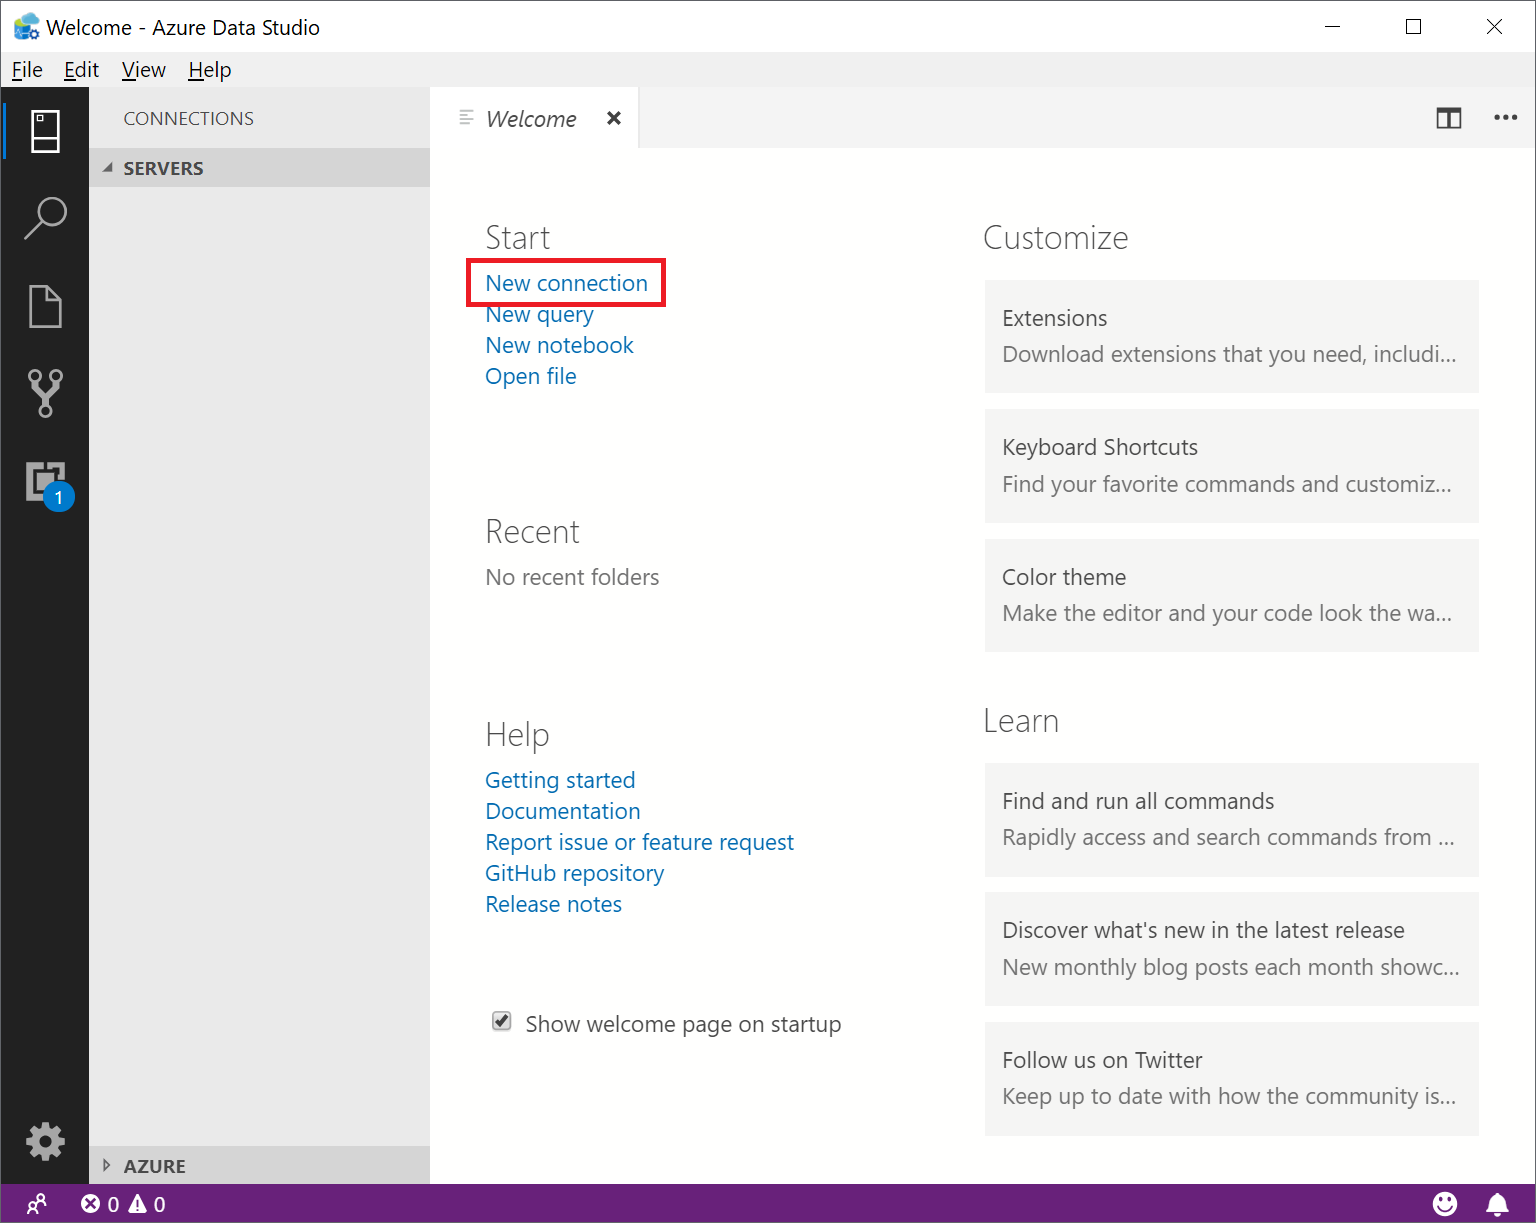 Welcome - Azure Data Studio
File Edit View Help
CONNECTIONS
SERVERS
1
AZURE
Welcome
Start
New connection
New query
New notebook
Open file
Recent
No recent folders
Help
Getting started
Documentation
Report issue or feature request
GitHub repository
Release notes
Show welcome page on startup
Customize
Extensions
Download extensions that you need, includi...
Keyboard Shortcuts
Find your favorite commands and customiz...
Color theme
Make the editor and your code look the wa...
Learn
Find and run all commands
Rapidly access and search commands from ...
Discover what's new in the latest release
New monthly blog posts each month showc...
Follow us on Twitter
Keep up to date with how the community is...
0 0